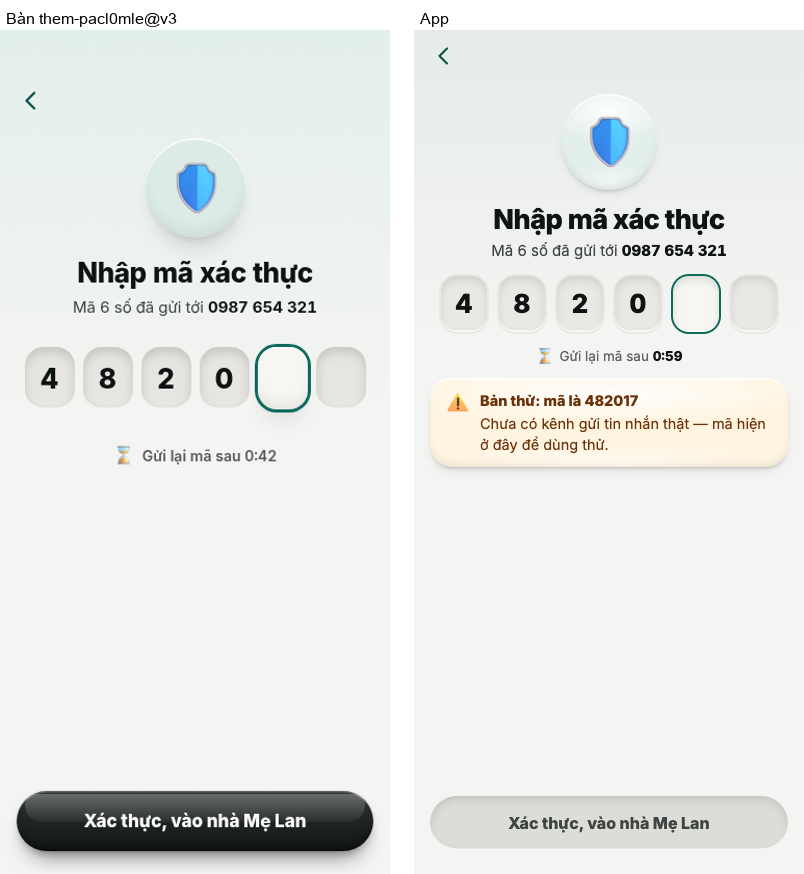 Bản them-pacl0mle@v3
Nhập mã xác thực
Mã 6 số đã gửi tới 0987 654 321
4 8 2 0
⌛ Gửi lại mã sau 0:42
Xác thực, vào nhà Mẹ Lan
App
Nhập mã xác thực
Mã 6 số đã gửi tới 0987 654 321
4 8 2 0
⌛ Gửi lại mã sau 0:59
⚠️ Bản thử: mã là 482017
Chưa có kênh gửi tin nhắn thật — mã hiện
ở đây để dùng thử.
Xác thực, vào nhà Mẹ Lan